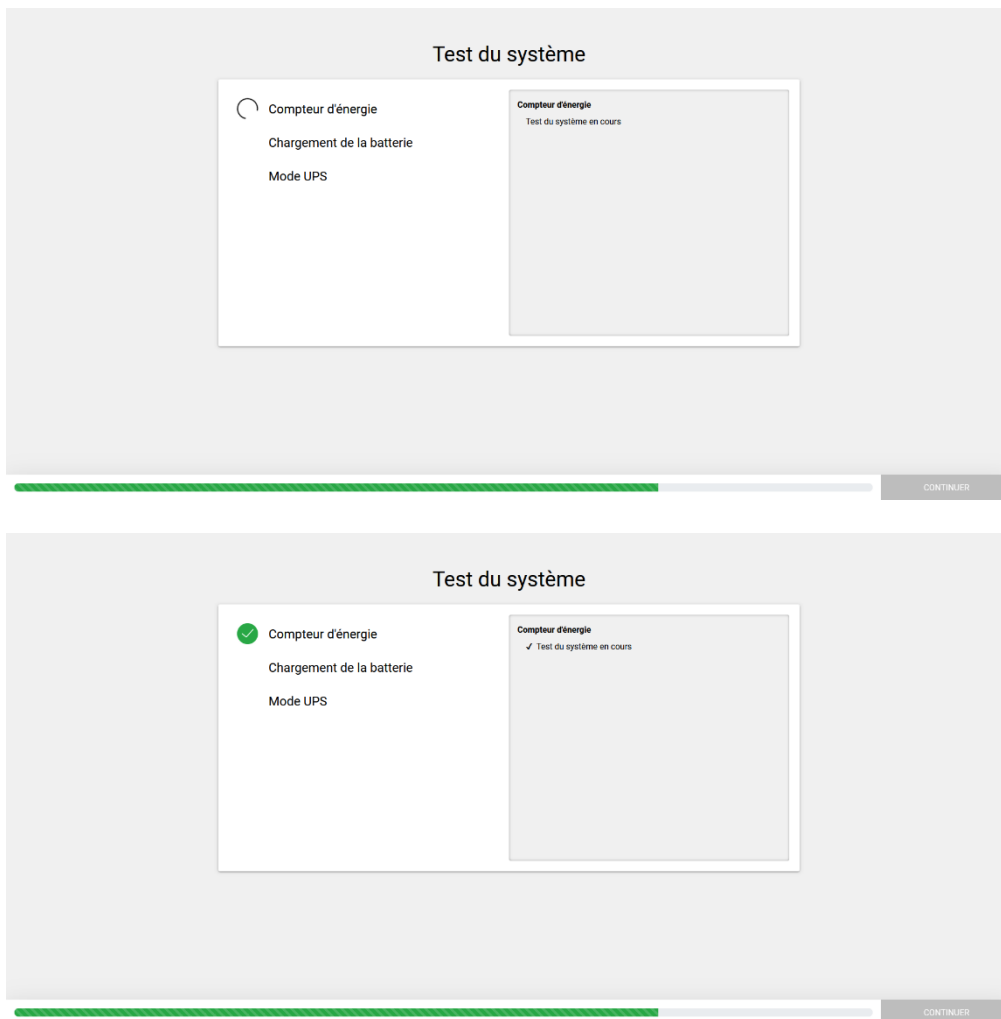 Test du système
Compteur d'énergie
Chargement de la batterie
Mode UPS
Compteur d'énergie
Test du système en cours
CONTINUER
Test du système
Compteur d'énergie
Chargement de la batterie
Mode UPS
Compteur d'énergie
✓ Test du système en cours
CONTINUER